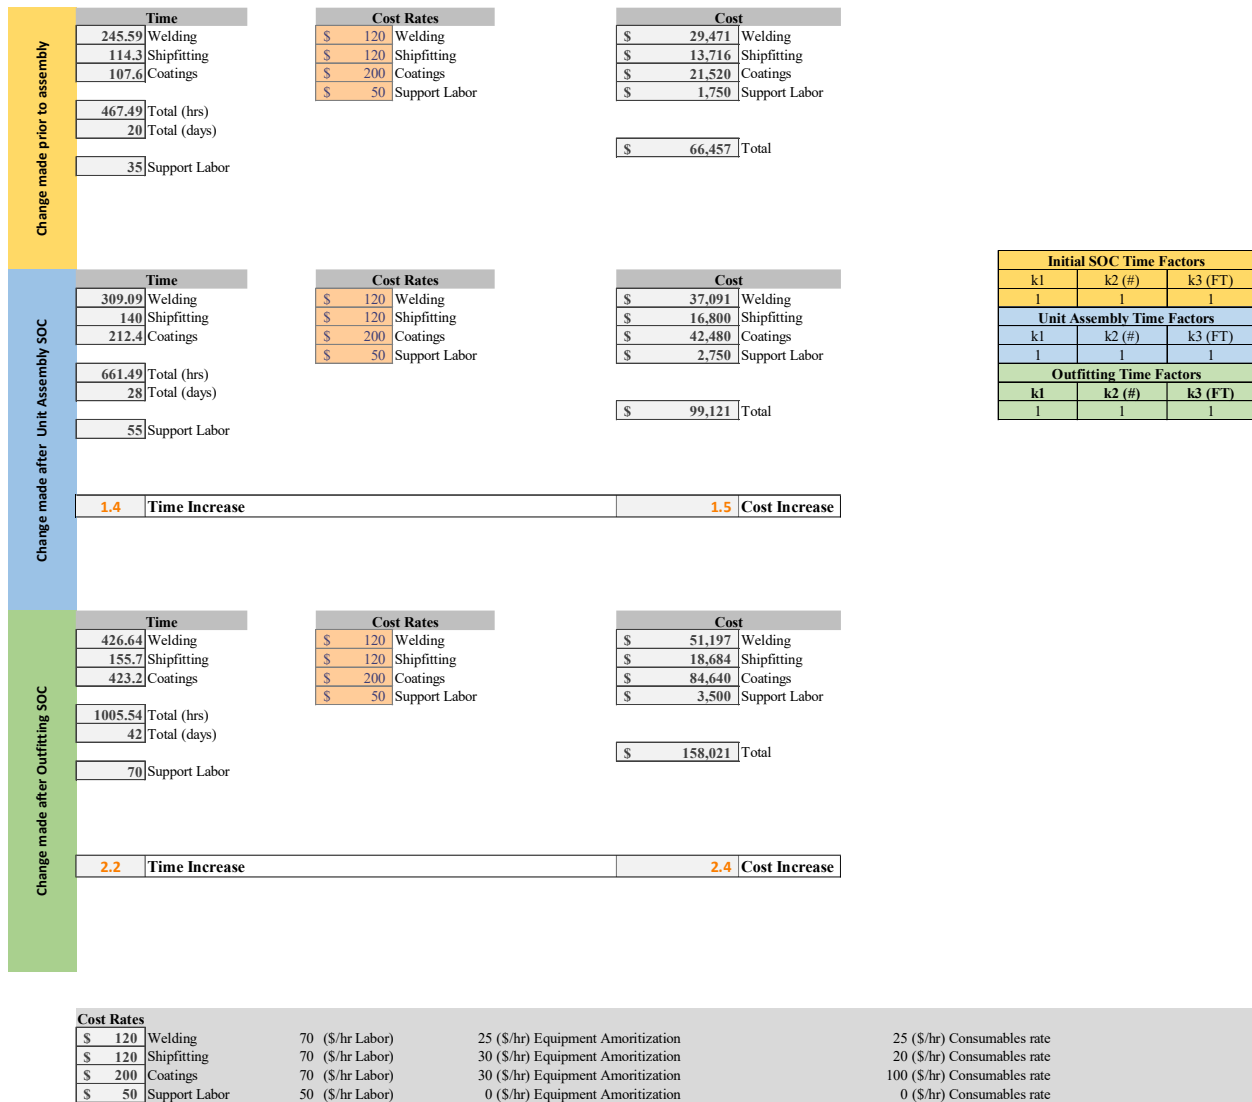 Change made prior to assembly
Time Cost Rates Cost
245.59 Welding $ 120 Welding $ 29,471 Welding
114.3 Shipfitting $ 120 Shipfitting $ 13,716 Shipfitting
107.6 Coatings $ 200 Coatings $ 21,520 Coatings
$ 50 Support Labor $ 1,750 Support Labor
467.49 Total (hrs)
20 Total (days)
$ 66,457 Total
35 Support Labor
Initial SOC Time Factors
k1 k2 (#) k3 (FT)
1 1 1
Unit Assembly Time Factors
k1 k2 (#) k3 (FT)
1 1 1
Outfitting Time Factors
k1 k2 (#) k3 (FT)
1 1 1
Change made after Unit Assembly SOC
Time Cost Rates Cost
309.09 Welding $ 120 Welding $ 37,091 Welding
140 Shipfitting $ 120 Shipfitting $ 16,800 Shipfitting
212.4 Coatings $ 200 Coatings $ 42,480 Coatings
$ 50 Support Labor $ 2,750 Support Labor
661.49 Total (hrs)
28 Total (days)
$ 99,121 Total
55 Support Labor
1.4 Time Increase 1.5 Cost Increase
Change made after Outfitting SOC
Time Cost Rates Cost
426.64 Welding $ 120 Welding $ 51,197 Welding
155.7 Shipfitting $ 120 Shipfitting $ 18,684 Shipfitting
423.2 Coatings $ 200 Coatings $ 84,640 Coatings
$ 50 Support Labor $ 3,500 Support Labor
1005.54 Total (hrs)
42 Total (days)
$ 158,021 Total
70 Support Labor
2.2 Time Increase 2.4 Cost Increase
Cost Rates
$ 120 Welding 70 ($/hr Labor) 25 ($/hr) Equipment Amoritization 25 ($/hr) Consumables rate
$ 120 Shipfitting 70 ($/hr Labor) 30 ($/hr) Equipment Amoritization 20 ($/hr) Consumables rate
$ 200 Coatings 70 ($/hr Labor) 30 ($/hr) Equipment Amoritization 100 ($/hr) Consumables rate
$ 50 Support Labor 50 ($/hr Labor) 0 ($/hr) Equipment Amoritization 0 ($/hr) Consumables rate